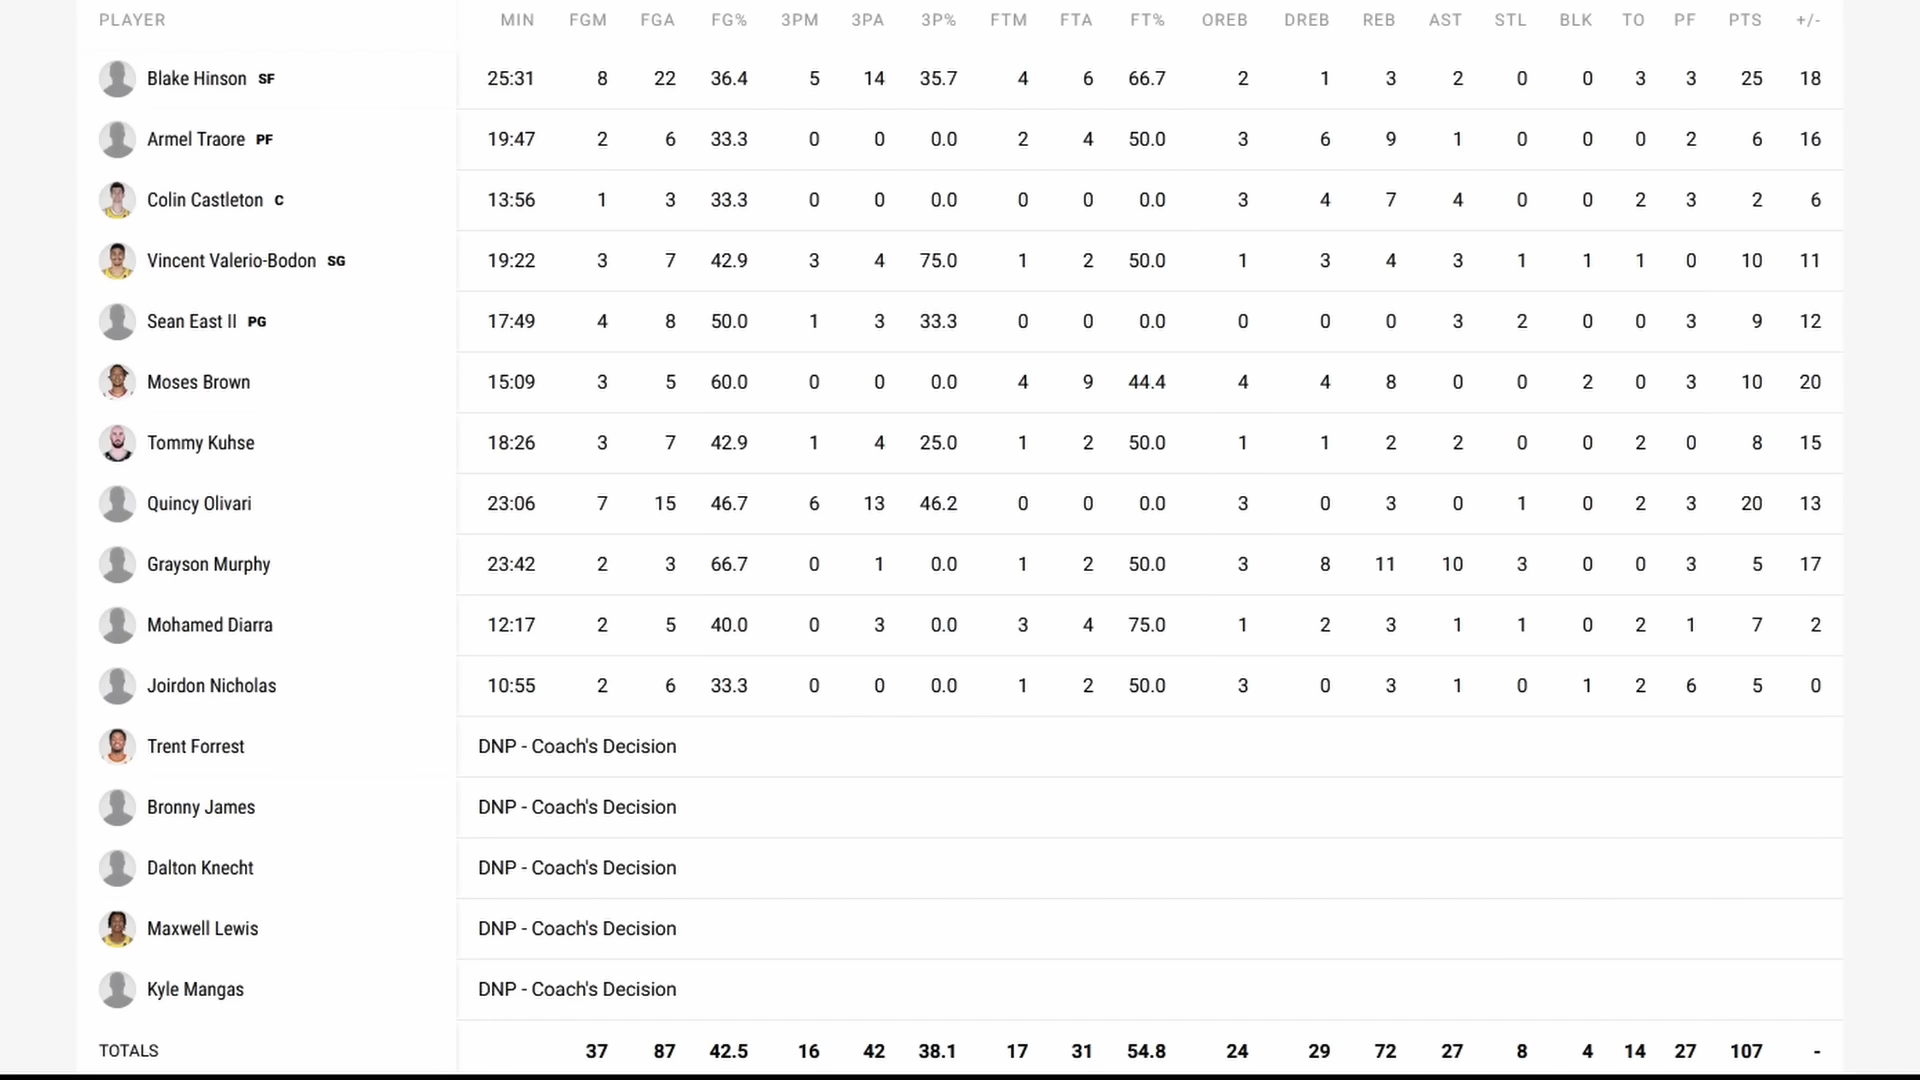 PLAYER MIN FGM FGA FG% 3PM 3PA 3P% FTM FTA FT% OREB DREB REB AST STL BLK TO PF PTS +/-
Blake Hinson SF 25:31 8 22 36.4 5 14 35.7 4 6 66.7 2 1 3 2 0 0 3 3 25 18
Armel Traore PF 19:47 2 6 33.3 0 0 0.0 2 4 50.0 3 6 9 1 0 0 0 2 6 16
Colin Castleton C 13:56 1 3 33.3 0 0 0.0 0 0 0.0 3 4 7 4 0 0 2 3 2 6
Vincent Valerio-Bodon SG 19:22 3 7 42.9 3 4 75.0 1 2 50.0 1 3 4 3 1 1 1 0 10 11
Sean East II PG 17:49 4 8 50.0 1 3 33.3 0 0 0.0 0 0 0 3 2 0 0 3 9 12
Moses Brown 15:09 3 5 60.0 0 0 0.0 4 9 44.4 4 4 8 0 0 2 0 3 10 20
Tommy Kuhse 18:26 3 7 42.9 1 4 25.0 1 2 50.0 1 1 2 2 0 0 2 0 8 15
Quincy Olivari 23:06 7 15 46.7 6 13 46.2 0 0 0.0 3 0 3 0 1 0 2 3 20 13
Grayson Murphy 23:42 2 3 66.7 0 1 0.0 1 2 50.0 3 8 11 10 3 0 0 3 5 17
Mohamed Diarra 12:17 2 5 40.0 0 3 0.0 3 4 75.0 1 2 3 1 1 0 2 1 7 2
Joirdon Nicholas 10:55 2 6 33.3 0 0 0.0 1 2 50.0 3 0 3 1 0 1 2 6 5 0
Trent Forrest DNP - Coach's Decision
Bronny James DNP - Coach's Decision
Dalton Knecht DNP - Coach's Decision
Maxwell Lewis DNP - Coach's Decision
Kyle Mangas DNP - Coach's Decision
TOTALS 37 87 42.5 16 42 38.1 17 31 54.8 24 29 72 27 8 4 14 27 107 -